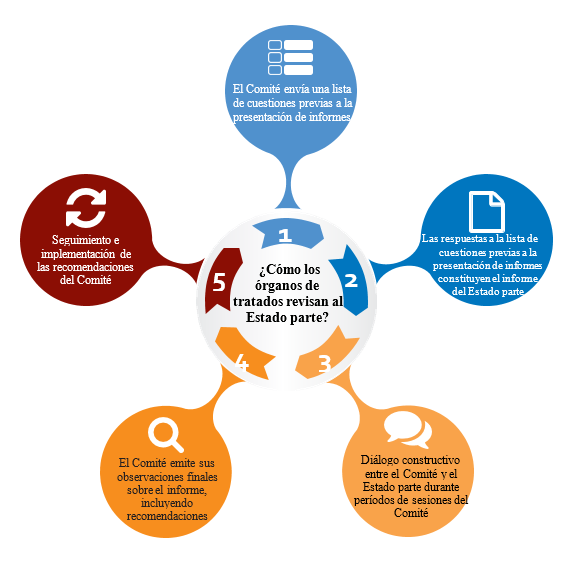 El Comité envía una lista
de cuestiones previas a la
presentación de informes
1
Las respuestas a la lista de
cuestiones previas a la
presentación de informes
constituyen el informe
del Estado parte
2
Diálogo constructivo
entre el Comité y el
Estado parte durante
períodos de sesiones del
Comité
3
El Comité emite sus
observaciones finales
sobre el informe,
incluyendo
recomendaciones
4
Seguimiento e
implementación de
las recomendaciones
del Comité
5
¿Cómo los
órganos de
tratados revisan al
Estado parte?